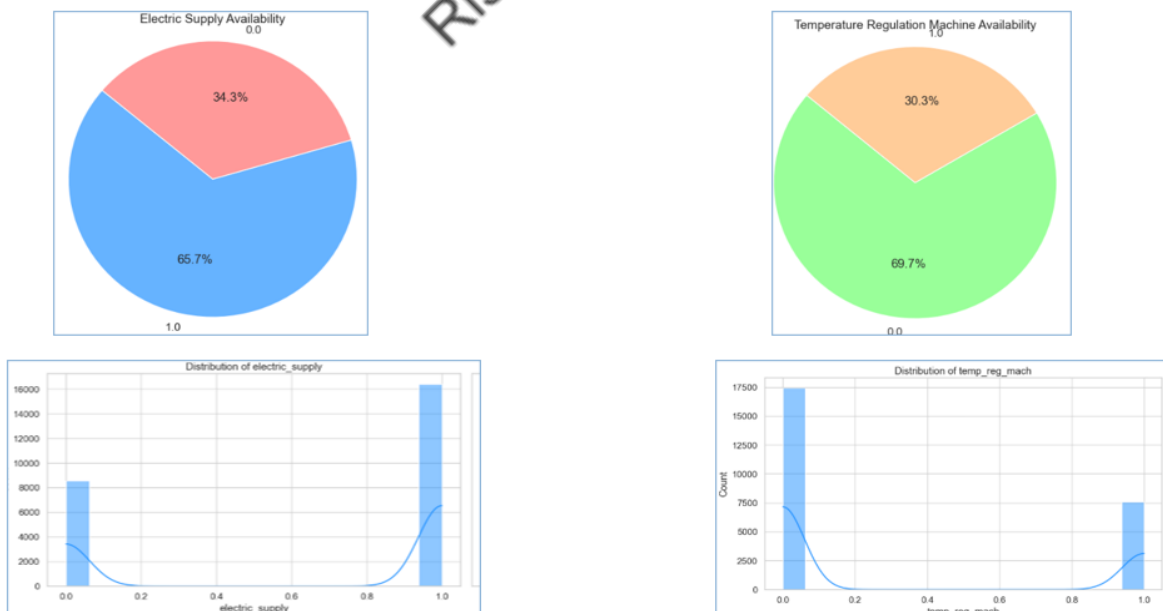 Electric Supply Availability
0.0
34.3%
65.7%
1.0
Temperature Regulation Machine Availability
1.0
30.3%
69.7%
0.0
Distribution of electric_supply
16000
14000
12000
10000
8000
6000
4000
2000
0
0.0 0.2 0.4 0.6 0.8 1.0
electric_supply
Distribution of temp_reg_mach
Count
17500
15000
12500
10000
7500
5000
2500
0
0.0 0.2 0.4 0.6 0.8 1.0
temp_reg_mach